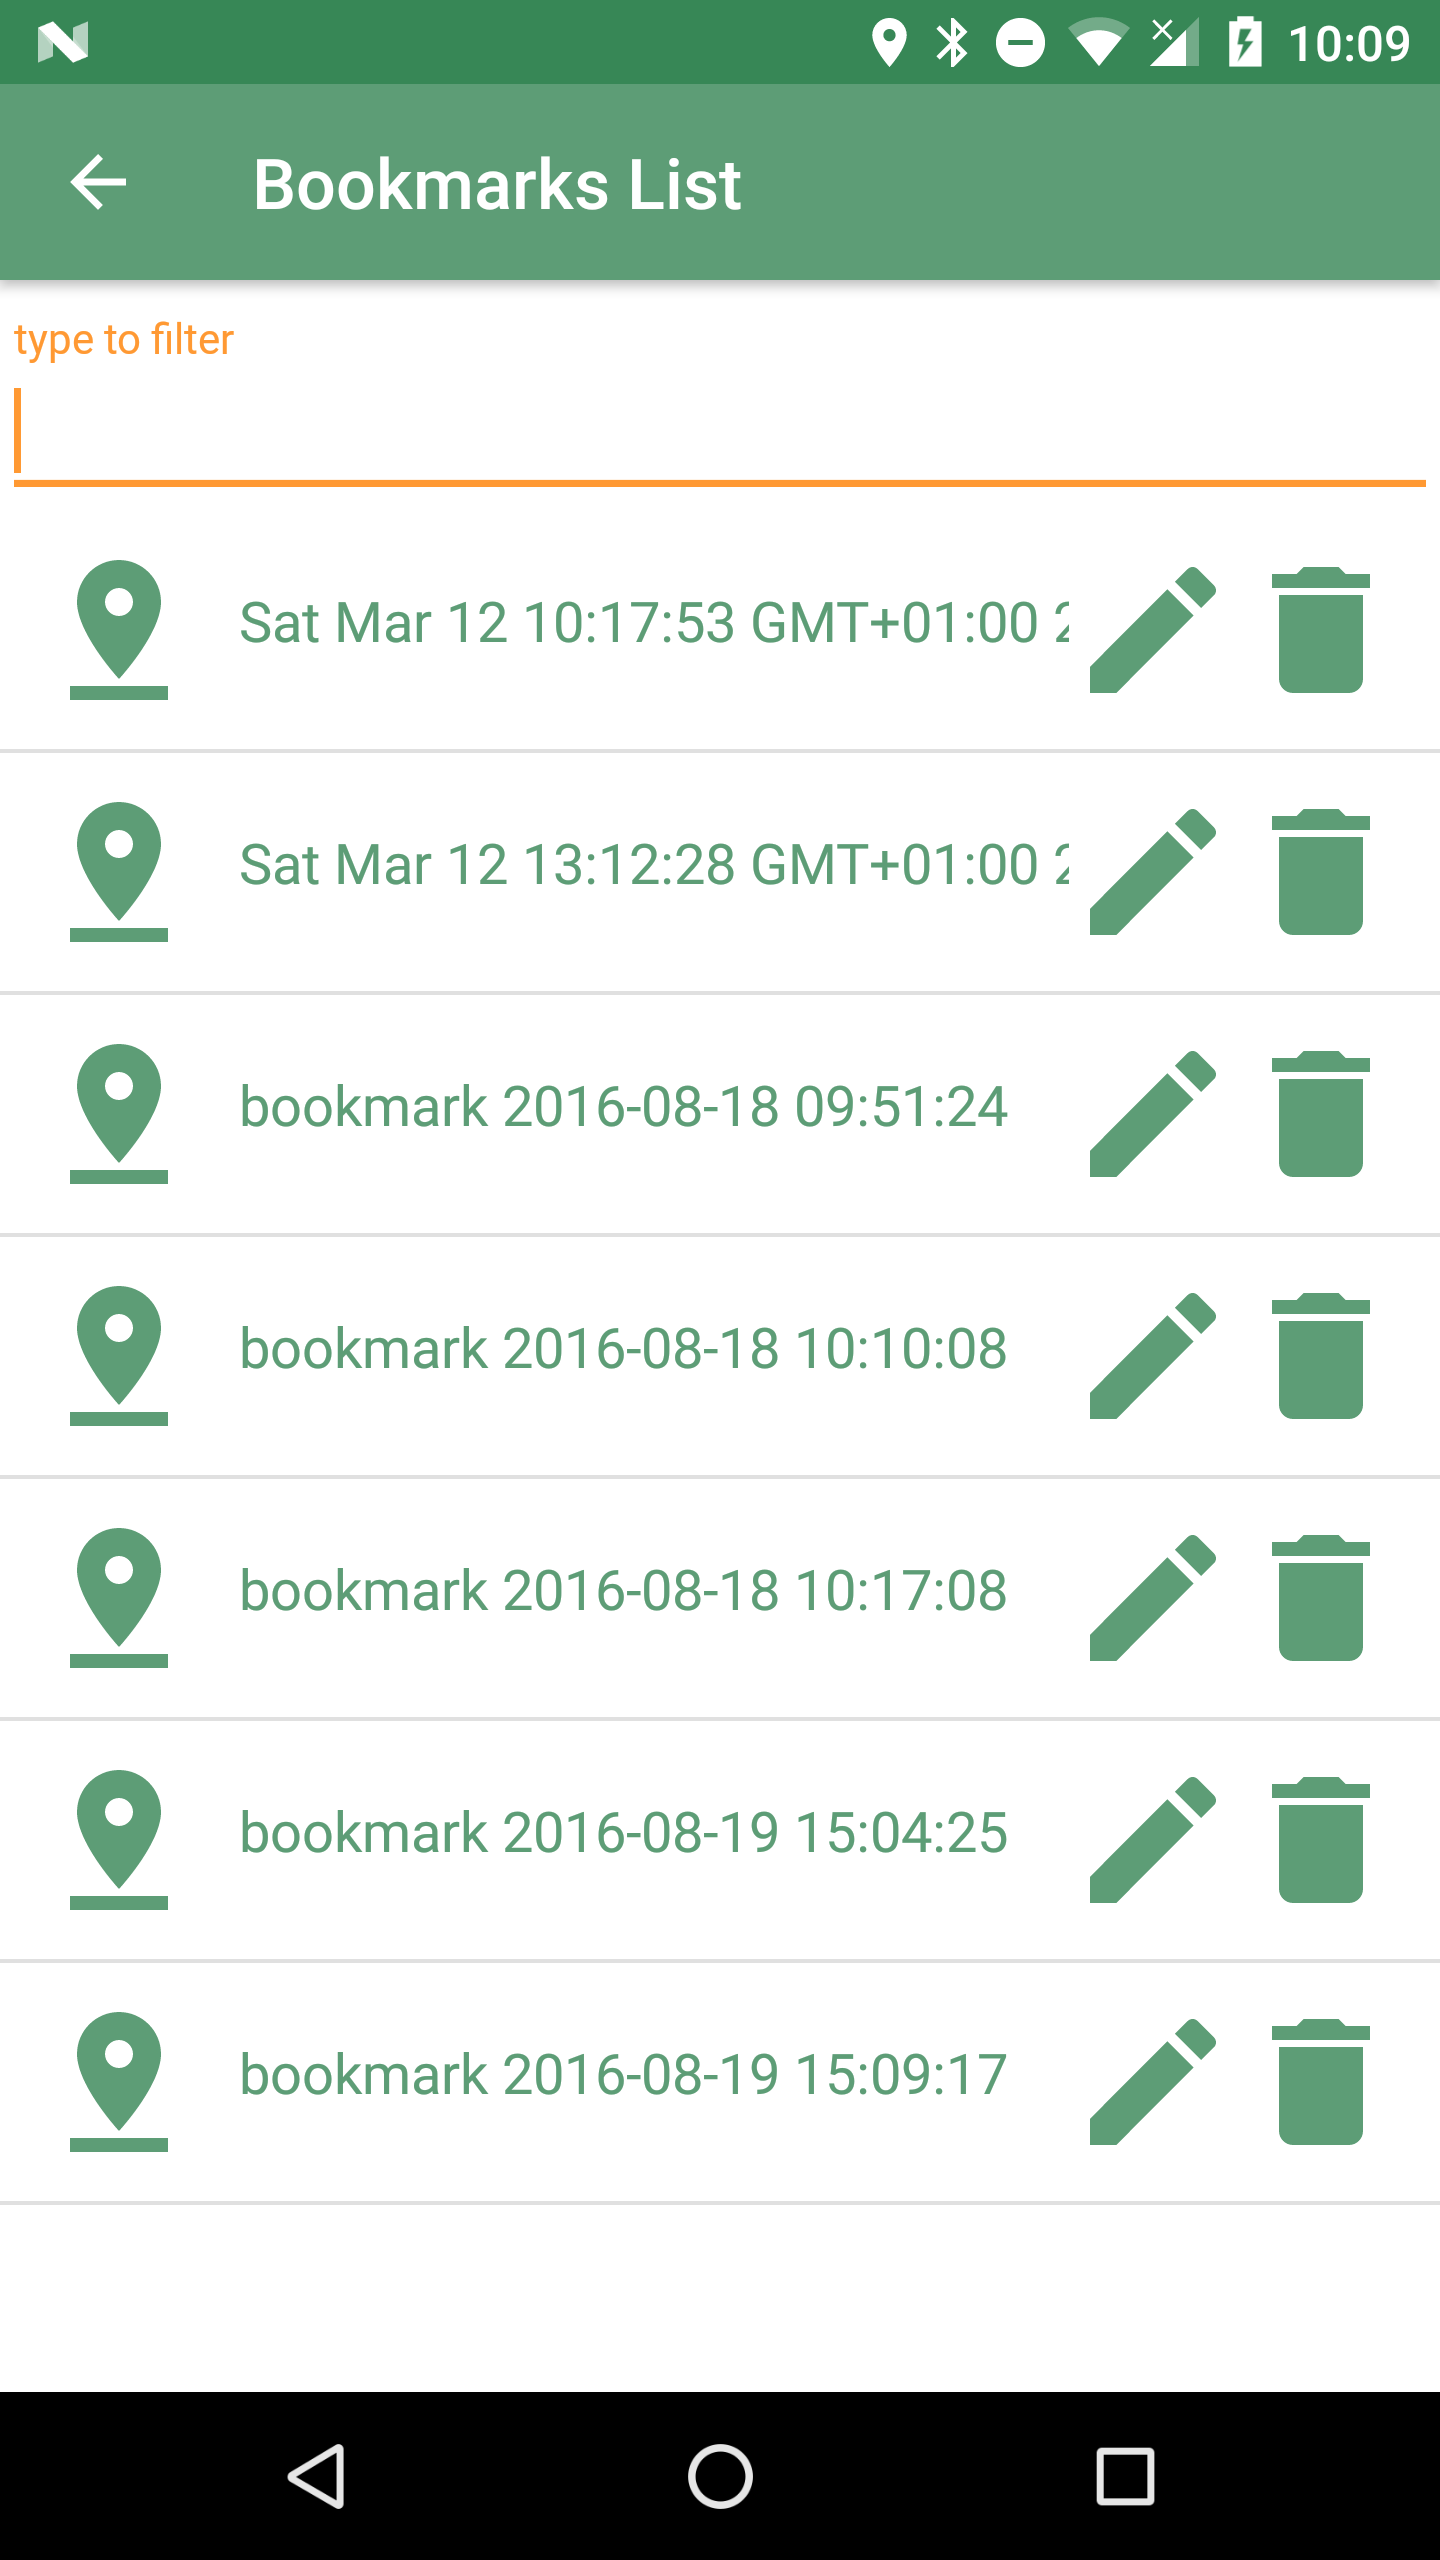 10:09
Bookmarks List
type to filter
Sat Mar 12 10:17:53 GMT+01:00
Sat Mar 12 13:12:28 GMT+01:00
bookmark 2016-08-18 09:51:24
bookmark 2016-08-18 10:10:08
bookmark 2016-08-18 10:17:08
bookmark 2016-08-19 15:04:25
bookmark 2016-08-19 15:09:17